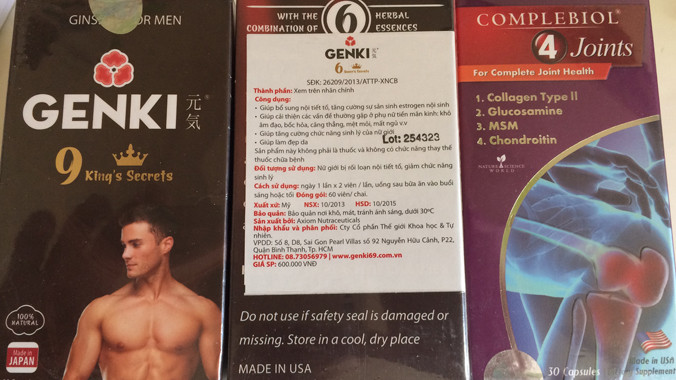 GINS FOR MEN
GENKI 元気
9 King's Secrets
100%
NATURAL
Made in
JAPAN
WITH THE 6 HERBAL
COMBINATION OF ESSENCES
GENKI 元気
6 Queen's Secrets
SĐK: 26209/2013/ATTP-XNCB
Thành phần: Xem trên nhãn chính
Công dụng:
- Giúp bổ sung nội tiết tố, tăng cường sự sản sinh estrogen nội sinh
- Giúp cải thiện các vấn đề thường gặp ở phụ nữ tiền mãn kinh: khô
âm đạo, bốc hỏa, căng thẳng, mệt mỏi, mất ngủ v.v
- Giúp tăng cường chức năng sinh lý của nữ giới
- Giúp làm đẹp da
Lot: 254323
Sản phẩm này không phải là thuốc và không có chức năng thay thế
thuốc chữa bệnh
Đối tượng sử dụng: Nữ giới bị rối loạn nội tiết tố, giảm chức năng
sinh lý
Cách sử dụng: ngày 1 lần x 2 viên / lần, uống sau bữa ăn vào buổi
sáng hoặc tối Đóng gói: 60 viên/ chai.
Xuất xứ: Mỹ NSX: 10/2013 HSD: 10/2015
Bảo quản: Bảo quản nơi khô, mát, tránh ánh sáng, dưới 30ºC
Sản xuất bởi: Axiom Nutraceuticals
Nhập khẩu và phân phối: Cty Cổ phần Thế giới Khoa học & Tự
nhiên.
VPDD: Số 8, D8, Sai Gon Pearl Villas số 92 Nguyễn Hữu Cảnh, P22,
Quận Bình Thạnh, Tp. HCM
HOTLINE: 08.73056979 | www.genki69.com.vn
GIÁ SP: 600.000 VNĐ
Do not use if safety seal is damaged or
missing. Store in a cool, dry place
MADE IN USA
COMPLEBIOL®
4 Joints
For Complete Joint Health
1. Collagen Type II
2. Glucosamine
3. MSM
4. Chondroitin
NATURE SCIENCE
WORLD
Made in USA
30 Capsules Supplement